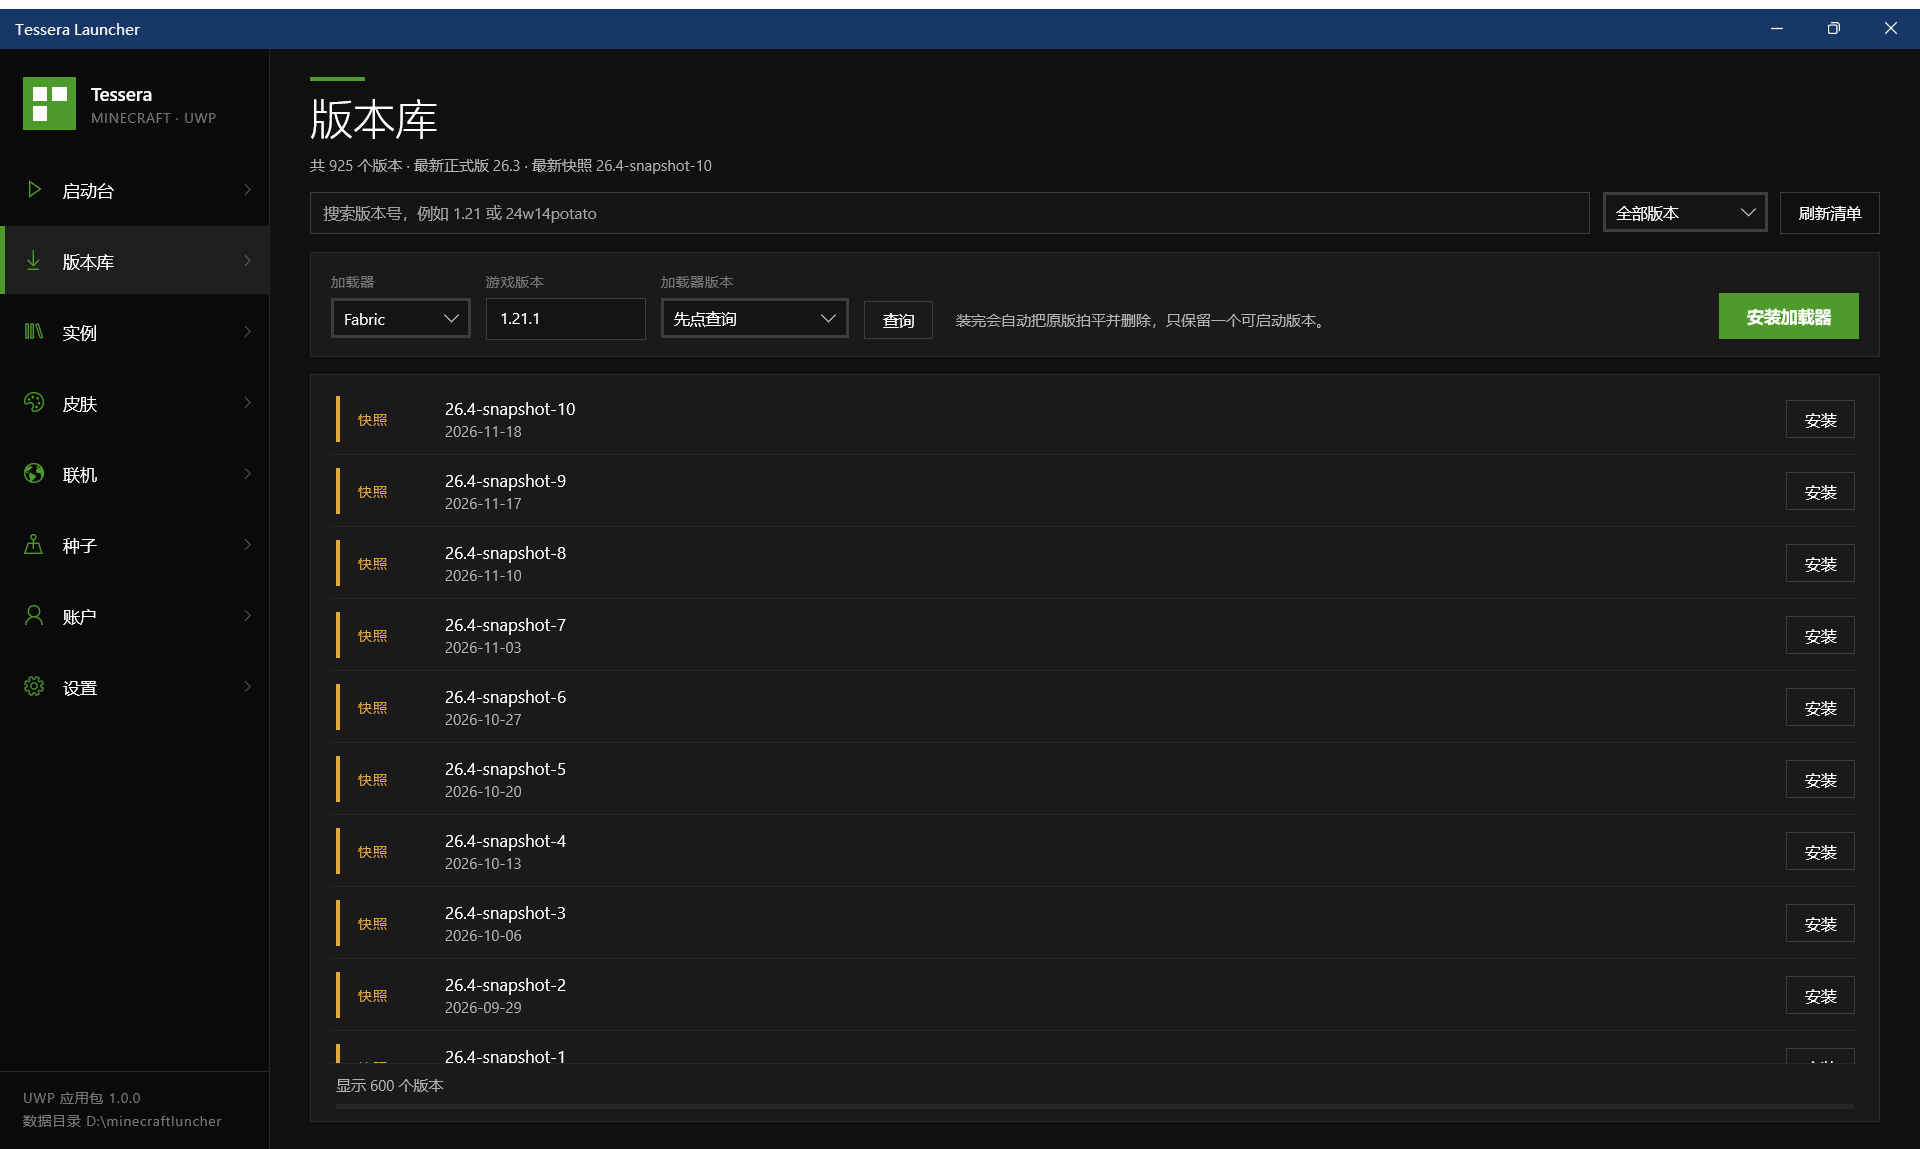 Tessera Launcher
Tessera
MINECRAFT · UWP
启动台
版本库
实例
皮肤
联机
种子
账户
设置
UWP 应用包 1.0.0
数据目录 D:\minecraftluncher
版本库
共 925 个版本 · 最新正式版 26.3 · 最新快照 26.4-snapshot-10
搜索版本号，例如 1.21 或 24w14potato
全部版本
刷新清单
加载器
游戏版本
加载器版本
Fabric
1.21.1
先点查询
查询
装完会自动把原版拍平并删除，只保留一个可启动版本。
安装加载器
快照
26.4-snapshot-10
2026-11-18
安装
快照
26.4-snapshot-9
2026-11-17
安装
快照
26.4-snapshot-8
2026-11-10
安装
快照
26.4-snapshot-7
2026-11-03
安装
快照
26.4-snapshot-6
2026-10-27
安装
快照
26.4-snapshot-5
2026-10-20
安装
快照
26.4-snapshot-4
2026-10-13
安装
快照
26.4-snapshot-3
2026-10-06
安装
快照
26.4-snapshot-2
2026-09-29
安装
26.4-snapshot-1
显示 600 个版本